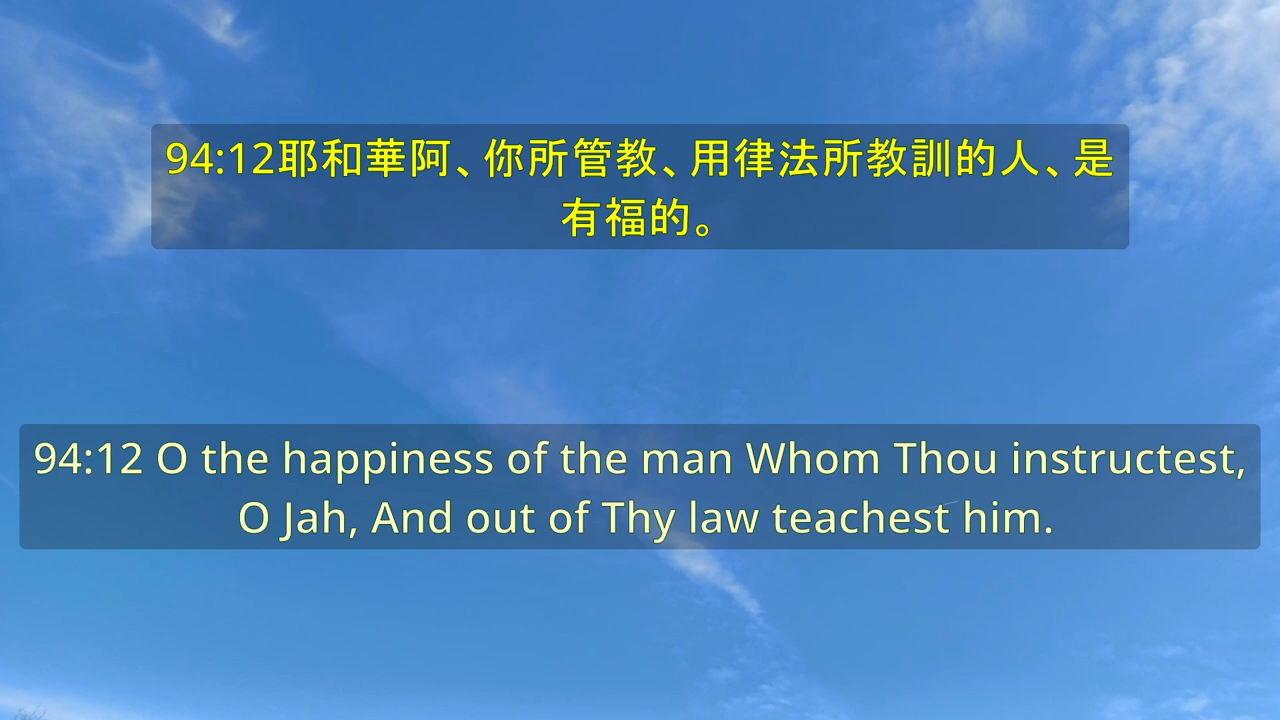 94:12耶和華阿、你所管教、用律法所教訓的人、是
有福的。
94:12 O the happiness of the man Whom Thou instructest,
O Jah, And out of Thy law teachest him.